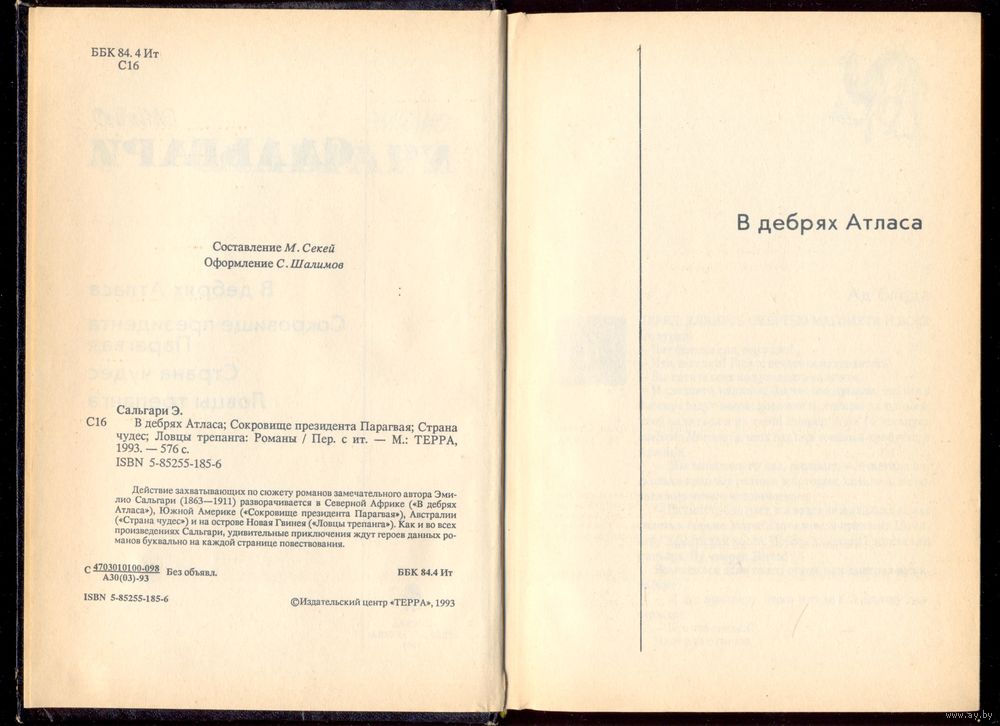 ББК 84. 4 Ит
С16
Составление М. Секей
Оформление С. Шалимов
Сальгари Э.
С16 В дебрях Атласа; Сокровище президента Парагвая; Страна
чудес; Ловцы трепанга: Романы / Пер. с ит. — М.: ТЕРРА,
1993. — 576 с.
ISBN 5-85255-185-6
Действие захватывающих по сюжету романов замечательного автора Эми-
лио Сальгари (1863—1911) разворачивается в Северной Африке («В дебрях
Атласа»), Южной Америке («Сокровище президента Парагвая»), Австралии
(«Страна чудес») и на острове Новая Гвинея («Ловцы трепанга»). Как и во всех
произведениях Сальгари, удивительные приключения ждут героев данных ро-
манов буквально на каждой странице повествования.
С 4703010100-098 Без объявл. ББК 84.4 Ит
А30(03)-93
ISBN 5-85255-185-6
©Издательский центр «ТЕРРА», 1993
В дебрях Атласа
www.ay.by